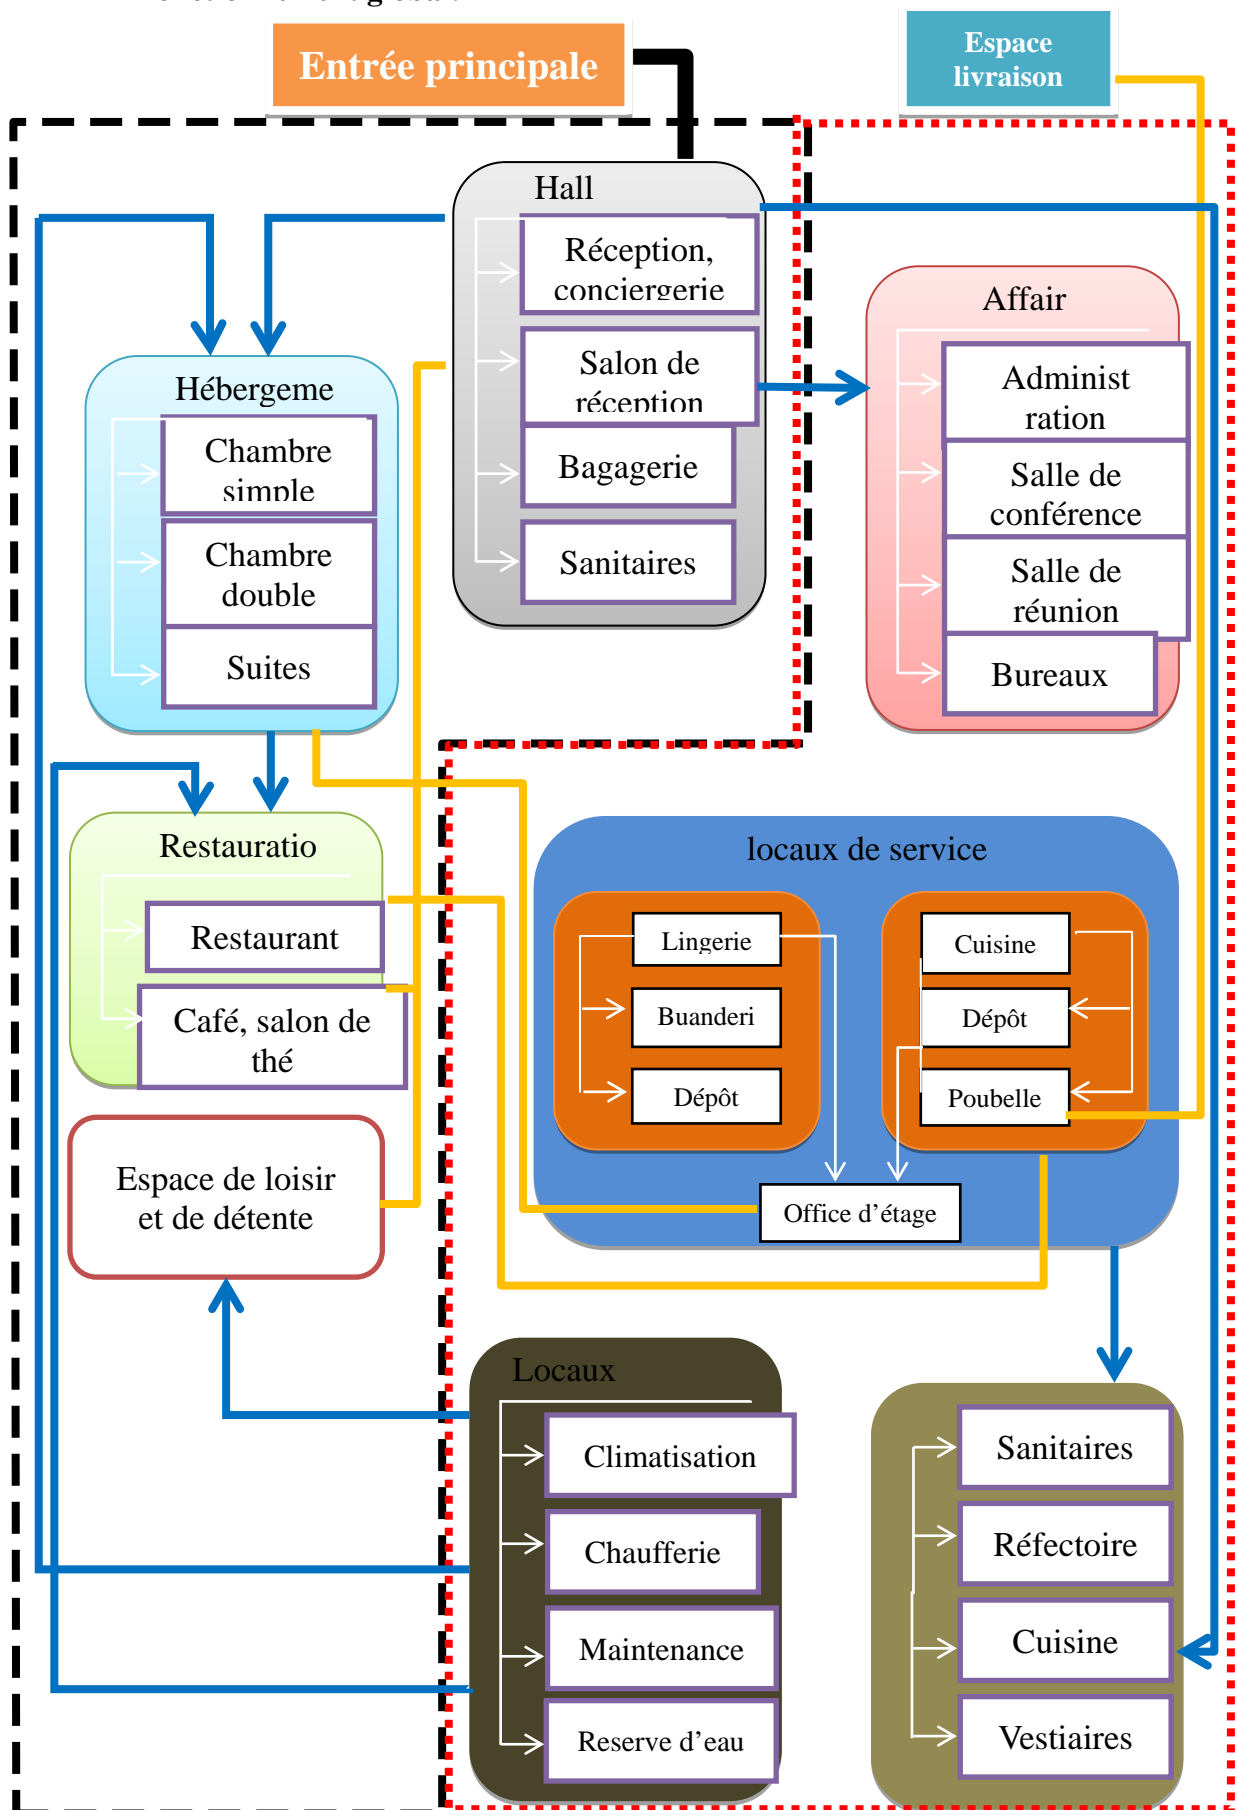 Entrée principale
Espace
livraison
Hall
Réception,
conciergerie
Salon de
réception
Bagagerie
Sanitaires
Affair
Administ
ration
Salle de
conférence
Salle de
réunion
Bureaux
Hébergeme
Chambre
simple
Chambre
double
Suites
Restauratio
Restaurant
Café, salon de
thé
Espace de loisir
et de détente
locaux de service
Lingerie
Buanderi
Dépôt
Cuisine
Dépôt
Poubelle
Office d’étage
Locaux
Climatisation
Chaufferie
Maintenance
Reserve d’eau
Sanitaires
Réfectoire
Cuisine
Vestiaires